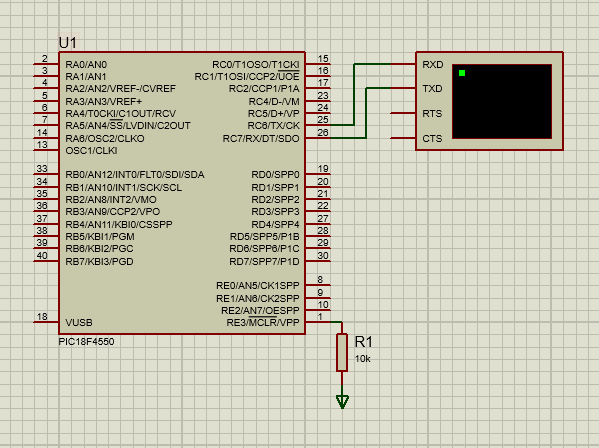 U1
2 RA0/AN0
3 RA1/AN1
4 RA2/AN2/VREF-/CVREF
5 RA3/AN3/VREF+
6 RA4/T0CKI/C1OUT/RCV
7 RA5/AN4/SS/LVDIN/C2OUT
14 RA6/OSC2/CLKO
13 OSC1/CLKI
33 RB0/AN12/INT0/FLT0/SDI/SDA
34 RB1/AN10/INT1/SCK/SCL
35 RB2/AN8/INT2/VMO
36 RB3/AN9/CCP2/VPO
37 RB4/AN11/KBI0/CSSPP
38 RB5/KBI1/PGM
39 RB6/KBI2/PGC
40 RB7/KBI3/PGD
18 VUSB
RC0/T1OSO/T1CKI 15
RC1/T1OSI/CCP2/UOE 16
RC2/CCP1/P1A 17
RC4/D-/VM 23
RC5/D+/VP 24
RC6/TX/CK 25
RC7/RX/DT/SDO 26
RD0/SPP0 19
RD1/SPP1 20
RD2/SPP2 21
RD3/SPP3 22
RD4/SPP4 27
RD5/SPP5/P1B 28
RD6/SPP6/P1C 29
RD7/SPP7/P1D 30
RE0/AN5/CK1SPP 8
RE1/AN6/CK2SPP 9
RE2/AN7/OESPP 10
RE3/MCLR/VPP 1
PIC18F4550
RXD
TXD
RTS
CTS
R1
10k